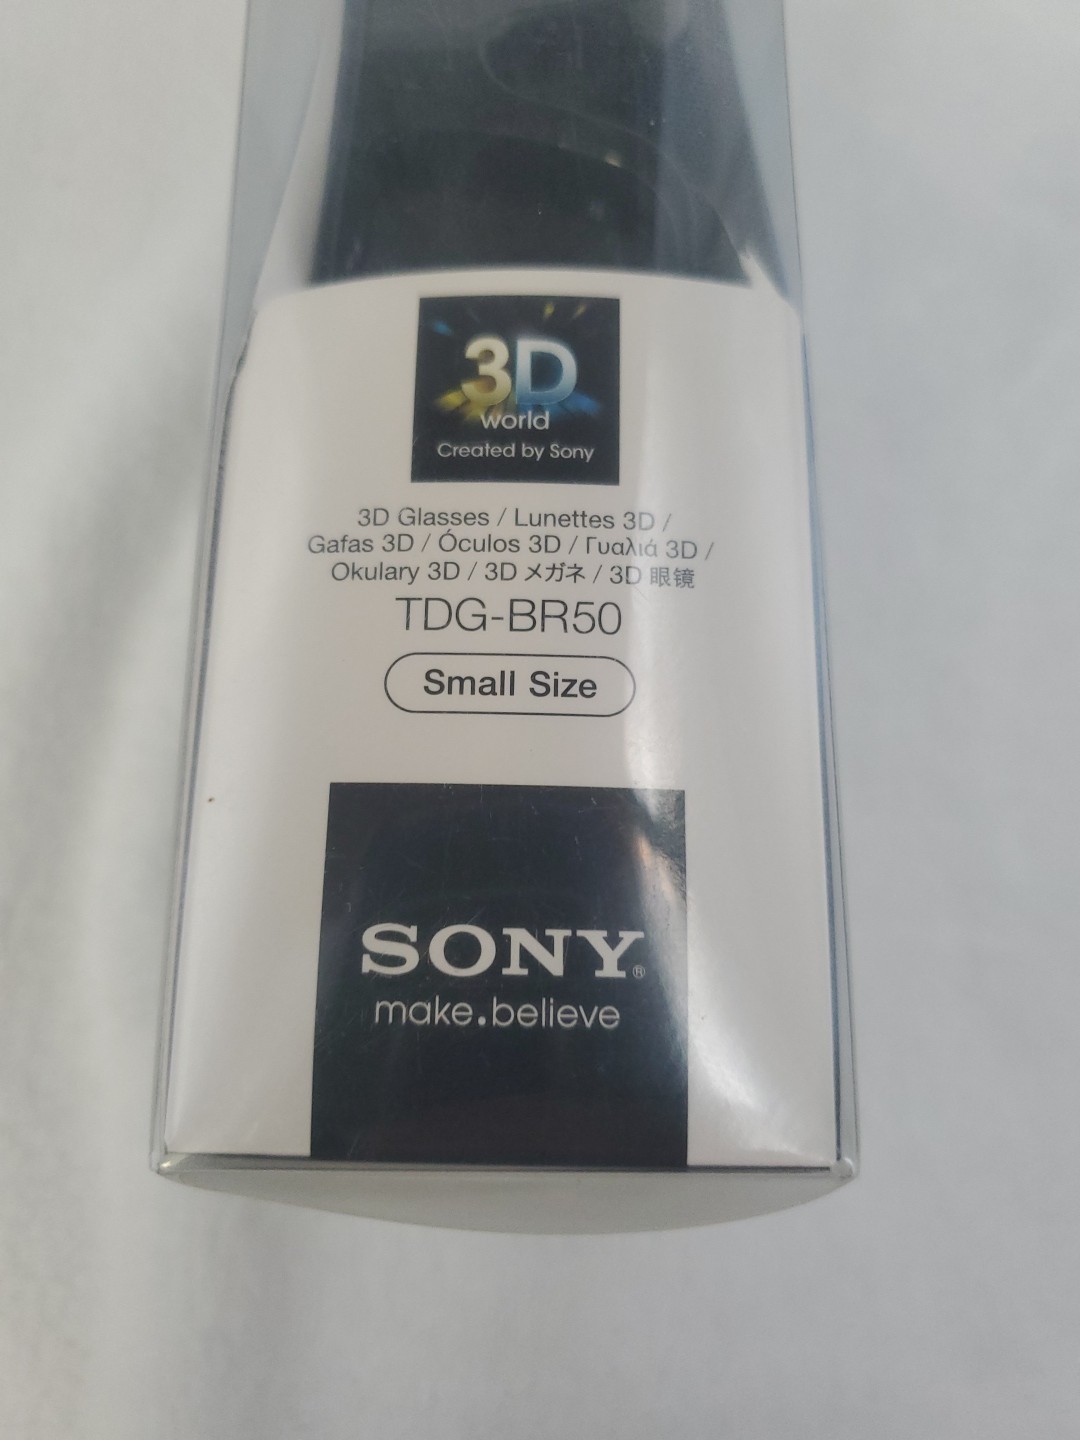 3D
world
Created by Sony
3D Glasses / Lunettes 3D /
Gafas 3D / Óculos 3D / Γυαλιά 3D /
Okulary 3D / 3D メガネ / 3D 眼镜
TDG-BR50
Small Size
SONY®
make.believe